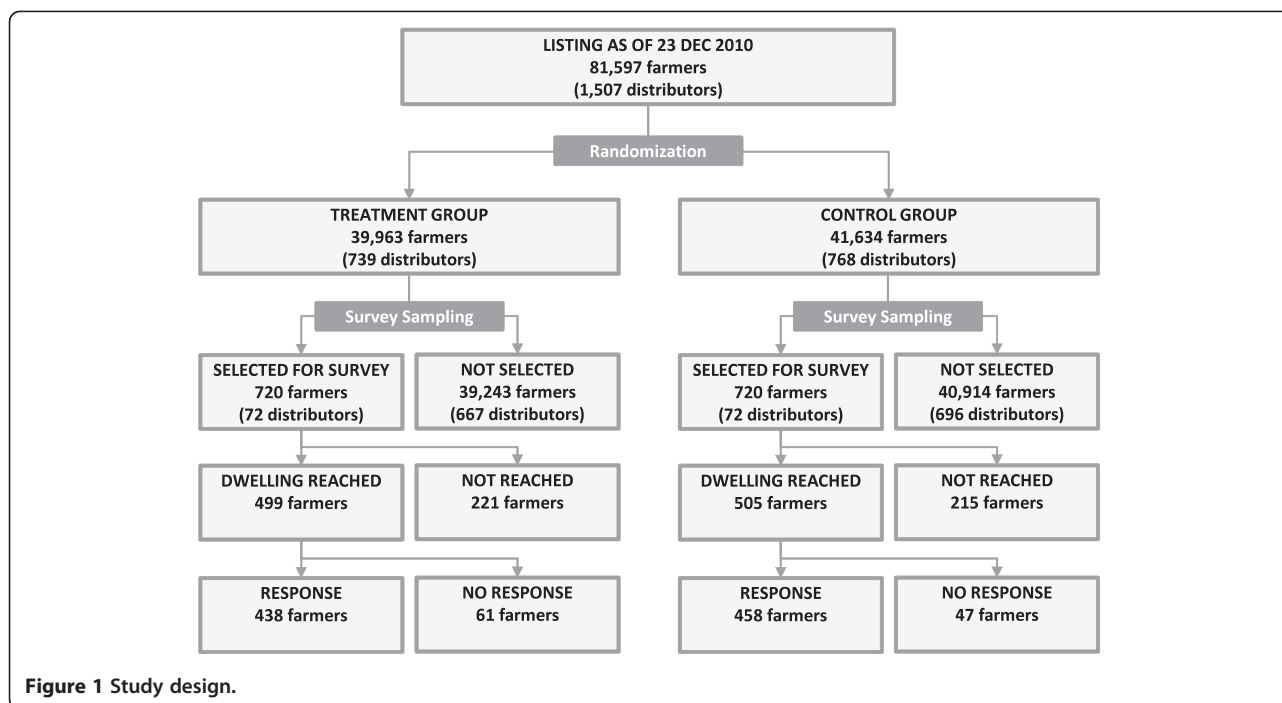 LISTING AS OF 23 DEC 2010
81,597 farmers
(1,507 distributors)
Randomization
TREATMENT GROUP
39,963 farmers
(739 distributors)
CONTROL GROUP
41,634 farmers
(768 distributors)
Survey Sampling
Survey Sampling
SELECTED FOR SURVEY
720 farmers
(72 distributors)
NOT SELECTED
39,243 farmers
(667 distributors)
SELECTED FOR SURVEY
720 farmers
(72 distributors)
NOT SELECTED
40,914 farmers
(696 distributors)
DWELLING REACHED
499 farmers
NOT REACHED
221 farmers
DWELLING REACHED
505 farmers
NOT REACHED
215 farmers
RESPONSE
438 farmers
NO RESPONSE
61 farmers
RESPONSE
458 farmers
NO RESPONSE
47 farmers
Figure 1 Study design.